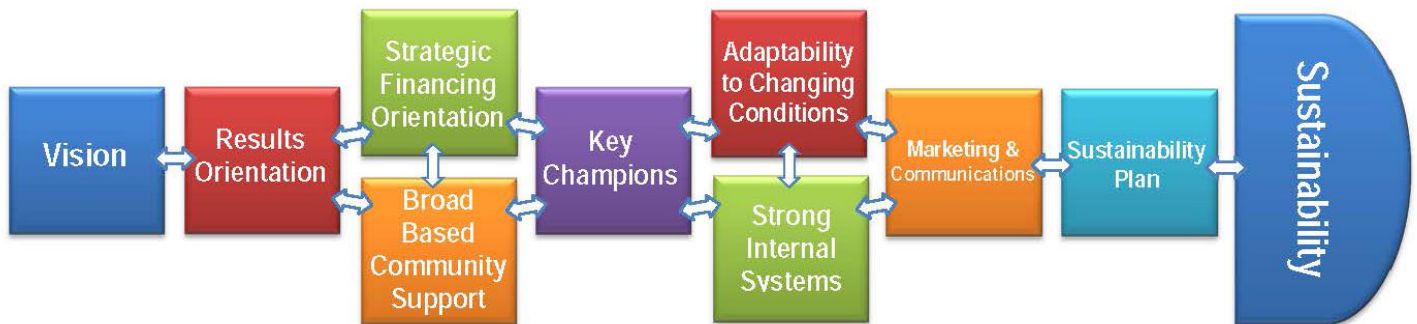 Vision
Results
Orientation
Strategic
Financing
Orientation
Broad
Based
Community
Support
Key
Champions
Adaptability
to Changing
Conditions
Strong
Internal
Systems
Marketing &
Communications
Sustainability
Plan
Sustainability